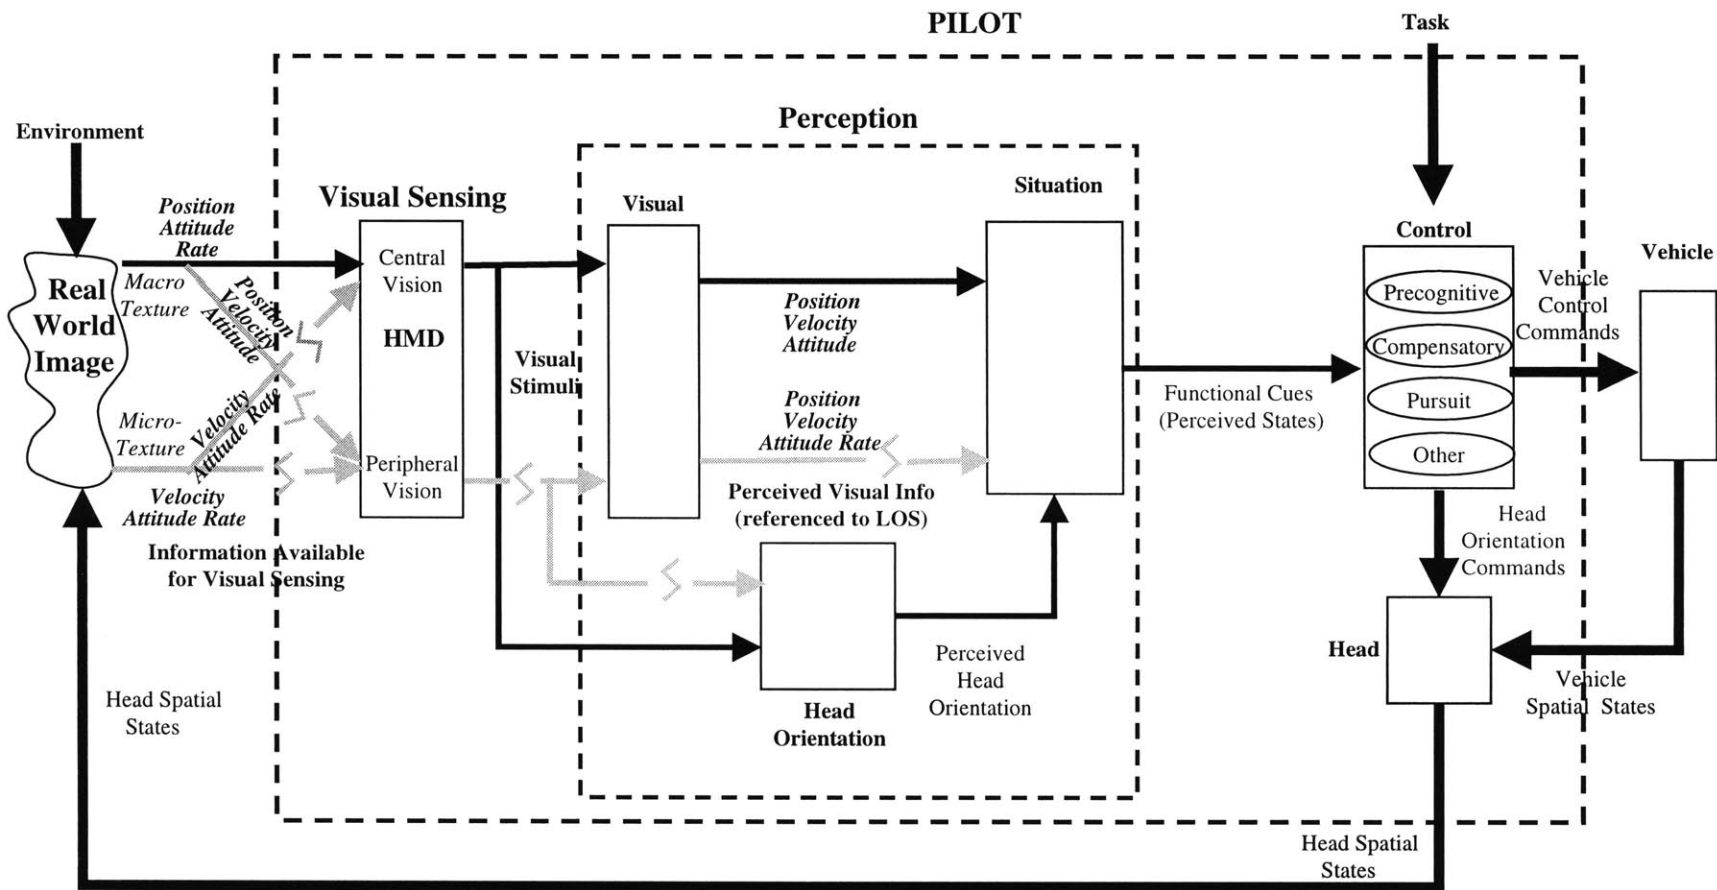 PILOT
Task
Environment
Perception
Visual Sensing
Visual
Situation
Control
Vehicle
Position
Attitude
Rate
Macro
Texture
Position
Velocity
Attitude
Real
World
Image
Central
Vision
HMD
Peripheral
Vision
Micro-
Texture
Velocity
Attitude Rate
Velocity
Attitude Rate
Information Available
for Visual Sensing
Visual
Stimuli
Position
Velocity
Attitude
Position
Velocity
Attitude Rate
Perceived Visual Info
(referenced to LOS)
Functional Cues
(Perceived States)
Precognitive
Compensatory
Pursuit
Other
Vehicle
Control
Commands
Head
Orientation
Commands
Head
Vehicle
Spatial States
Perceived
Head
Orientation
Head
Orientation
Head Spatial
States
Head Spatial
States